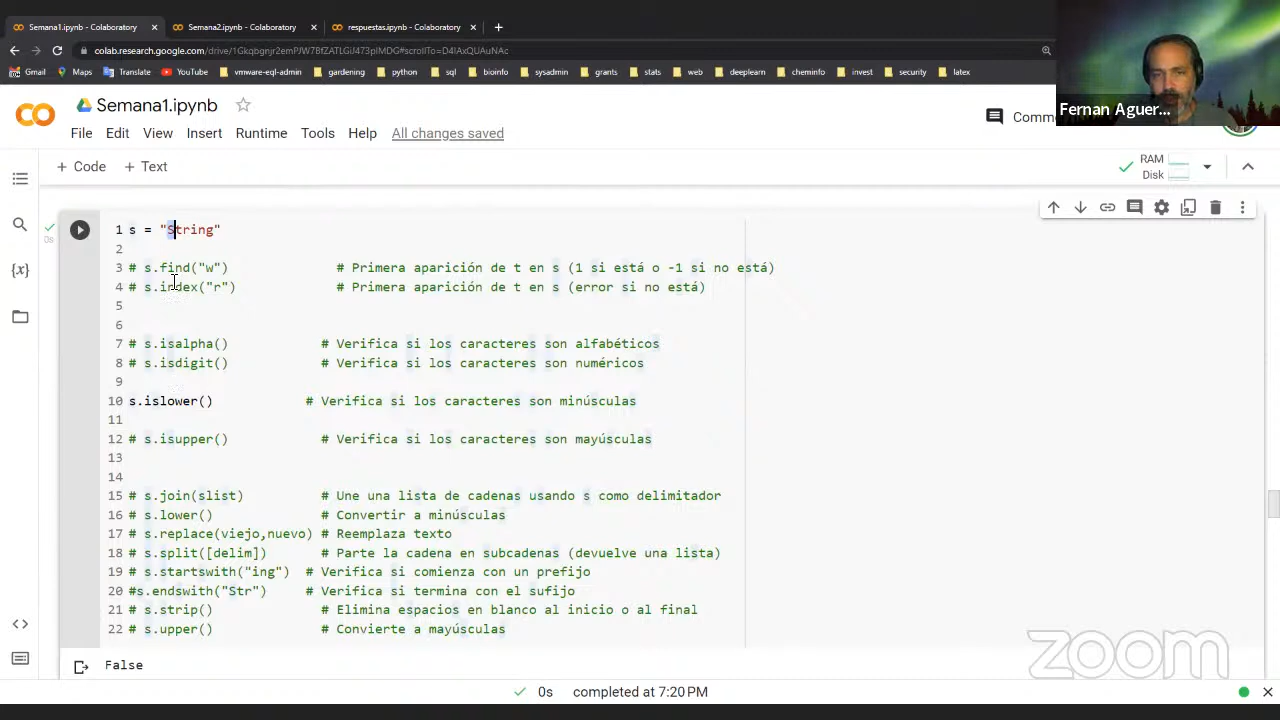 Semana1.ipynb - Colaboratory
Semana2.ipynb - Colaboratory
respuestas.ipynb - Colaboratory
colab.research.google.com/drive/1Gkqbgnjr2emPJW7BfZATLGiJ473pIMDG#scrollTo=D4IAxQUAuNAc
Gmail Maps Translate YouTube vmware-eql-admin gardening python sql bioinfo sysadmin grants stats web deeplearn cheminfo invest security latex
Fernan Aguer...
Semana1.ipynb
File Edit View Insert Runtime Tools Help All changes saved
+ Code + Text
RAM
Disk
0s
1 s = "String"
2
3 # s.find("w") # Primera aparición de t en s (1 si está o -1 si no está)
4 # s.index("r") # Primera aparición de t en s (error si no está)
5
6
7 # s.isalpha() # Verifica si los caracteres son alfabéticos
8 # s.isdigit() # Verifica si los caracteres son numéricos
9
10 s.islower() # Verifica si los caracteres son minúsculas
11
12 # s.isupper() # Verifica si los caracteres son mayúsculas
13
14
15 # s.join(slist) # Une una lista de cadenas usando s como delimitador
16 # s.lower() # Convertir a minúsculas
17 # s.replace(viejo,nuevo) # Reemplaza texto
18 # s.split([delim]) # Parte la cadena en subcadenas (devuelve una lista)
19 # s.startswith("ing") # Verifica si comienza con un prefijo
20 #s.endswith("Str") # Verifica si termina con el sufijo
21 # s.strip() # Elimina espacios en blanco al inicio o al final
22 # s.upper() # Convierte a mayúsculas
False
0s completed at 7:20 PM
zoom